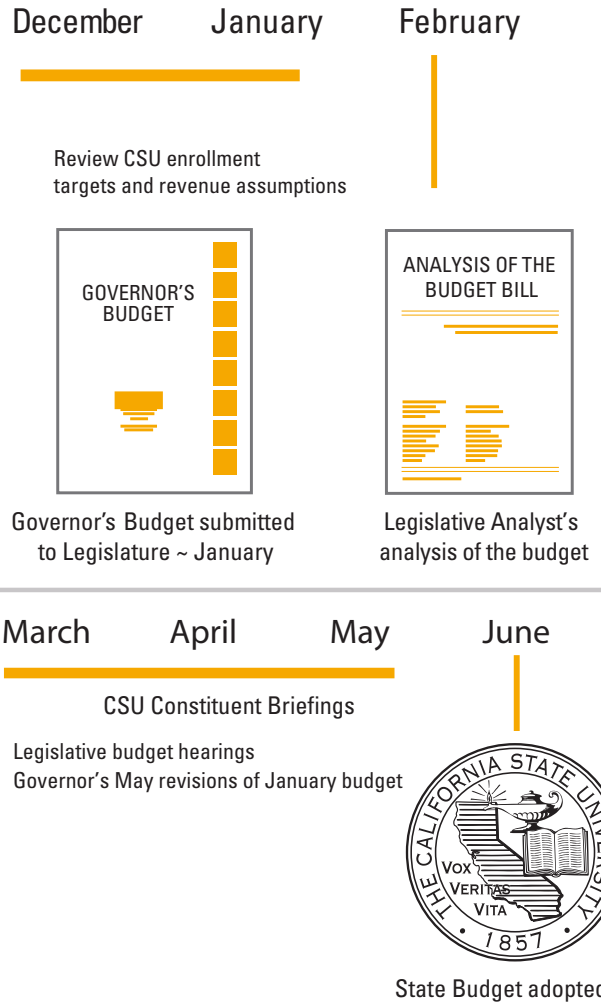 December January February
Review CSU enrollment
targets and revenue assumptions
GOVERNOR'S
BUDGET
ANALYSIS OF THE
BUDGET BILL
Governor's Budget submitted
to Legislature ~ January
Legislative Analyst's
analysis of the budget
March April May June
CSU Constituent Briefings
Legislative budget hearings
Governor's May revisions of January budget
THE CALIFORNIA STATE UNIVERSITY
VOX
VERITAS
VITA
1857
State Budget adopted